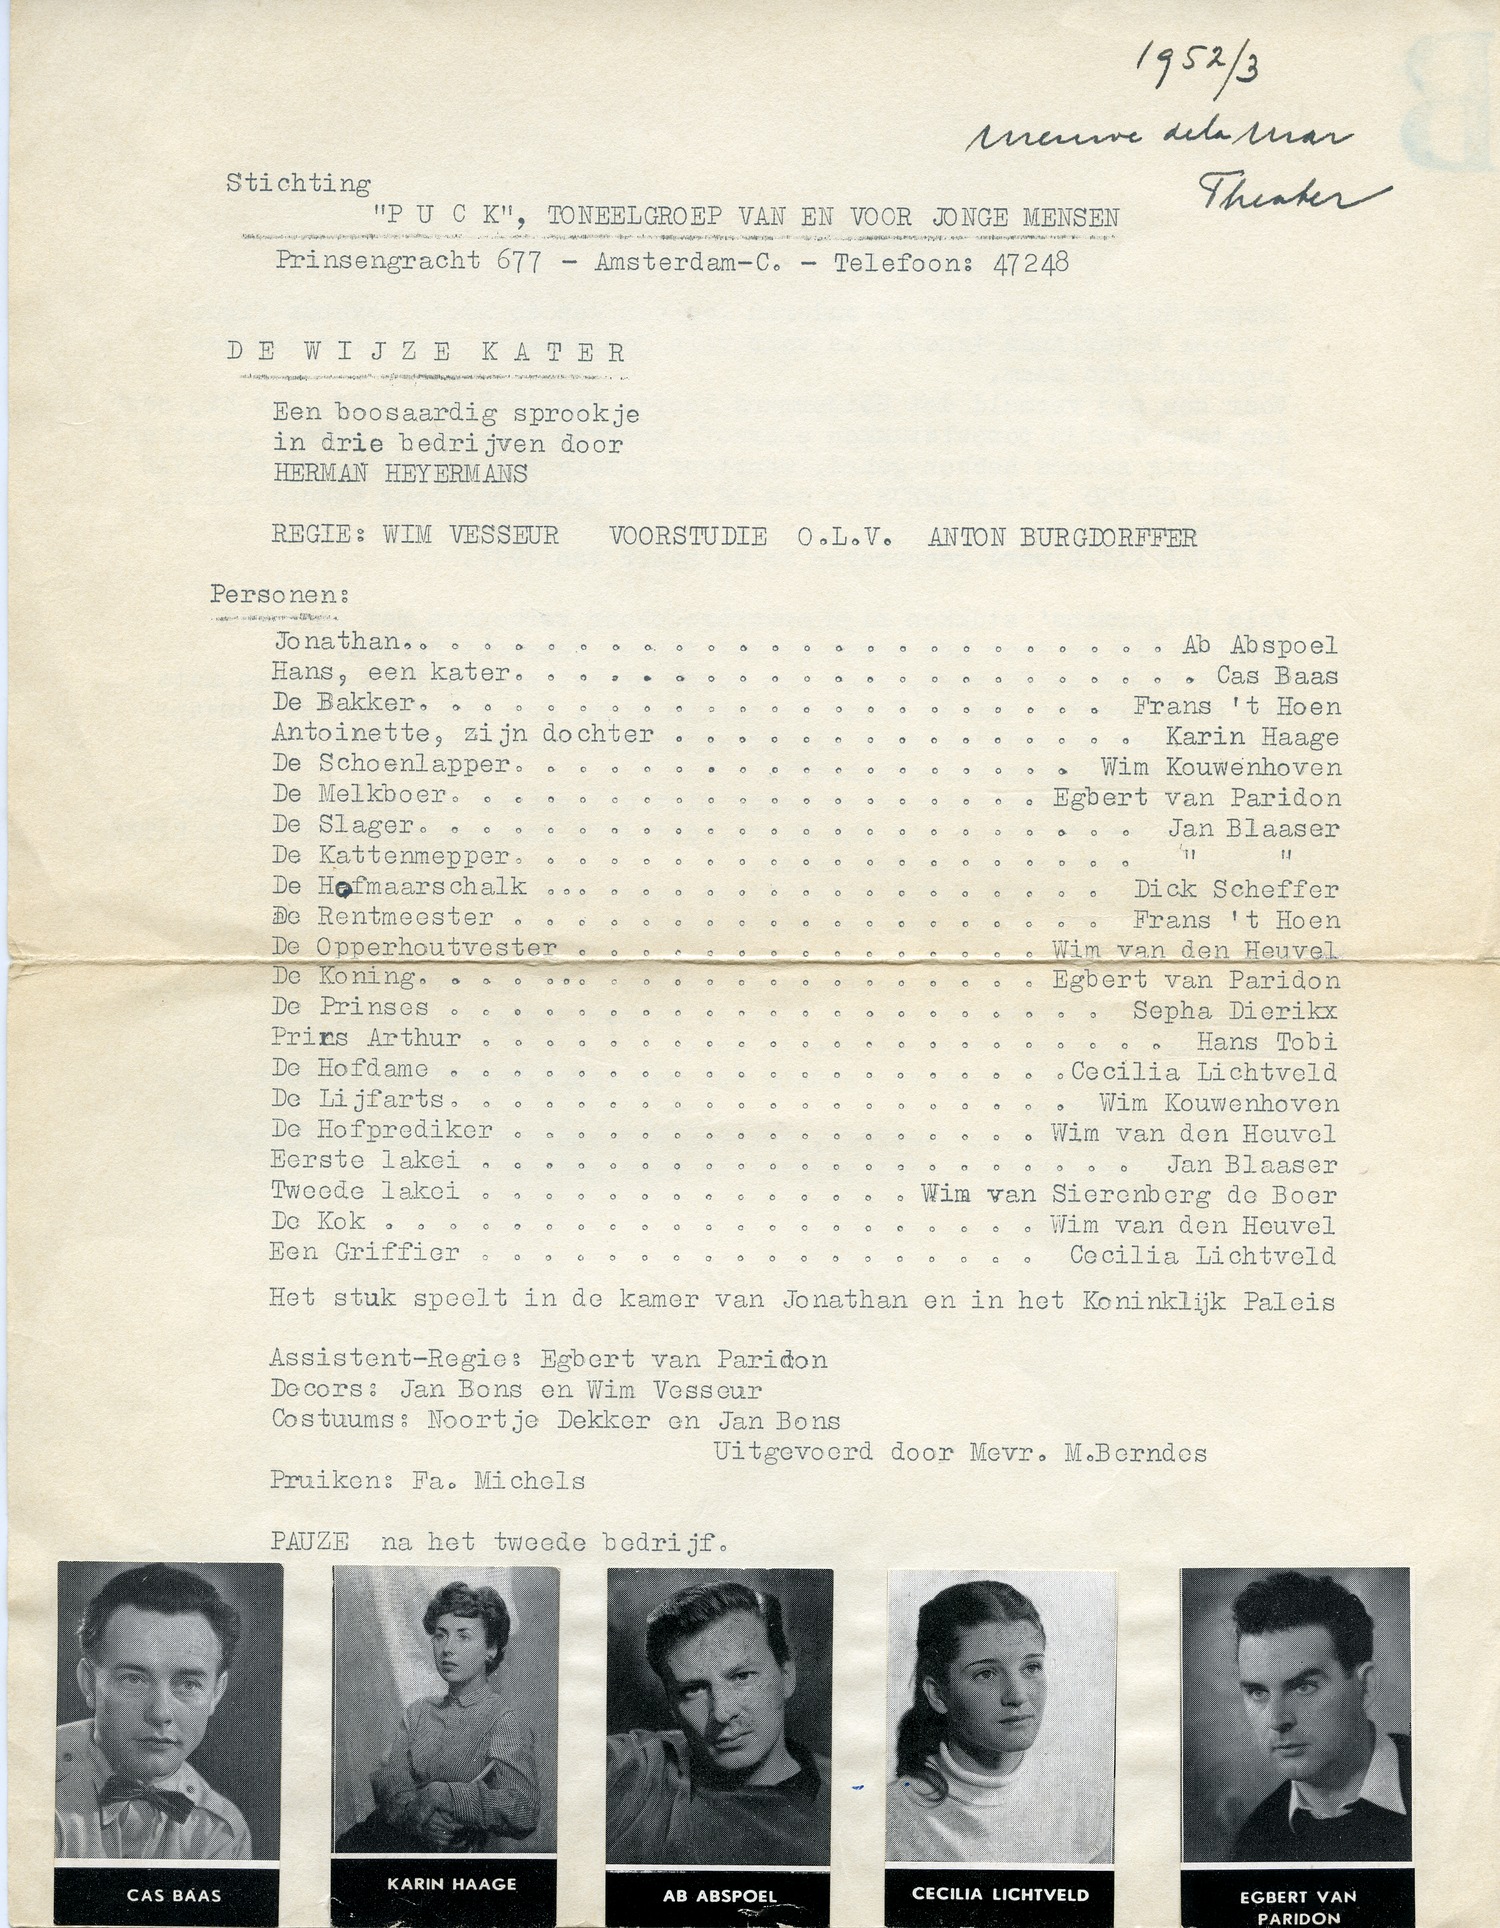 1952/3
nieuwe dela Mar
Theater
Stichting
"P U C K", TONEELGROEP VAN EN VOOR JONGE MENSEN
Prinsengracht 677 - Amsterdam-C. - Telefoon: 47248
D E W I J Z E K A T E R
Een boosaardig sprookje
in drie bedrijven door
HERMAN HEYERMANS
REGIE: WIM VESSEUR VOORSTUDIE O.L.V. ANTON BURGDORFFER
Personen:
Jonathan. . . . . . . . . . . . . . . . . . . . . . . . . Ab Abspoel
Hans, een kater. . . . . . . . . . . . . . . . . . . . . . Cas Baas
De Bakker. . . . . . . . . . . . . . . . . . . . . . Frans 't Hoen
Antoinette, zijn dochter . . . . . . . . . . . . . . . Karin Haage
De Schoenlapper. . . . . . . . . . . . . . . . . . Wim Kouwenhoven
De Melkboer. . . . . . . . . . . . . . . . . . . Egbert van Paridon
De Slager. . . . . . . . . . . . . . . . . . . . . . . Jan Blaaser
De Kattenmepper. . . . . . . . . . . . . . . . . . . . " "
De Hofmaarschalk ... . . . . . . . . . . . . . . . . Dick Scheffer
De Rentmeester . . . . . . . . . . . . . . . . . . . Frans 't Hoen
De Opperhoutvester . . . . . . . . . . . . . . . Wim van den Heuvel
De Koning. . . . . ... . . . . . . . . . . . . . Egbert van Paridon
De Prinses . . . . . . . . . . . . . . . . . . . . . Sepha Dierikx
Prins Arthur . . . . . . . . . . . . . . . . . . . . . . Hans Tobi
De Hofdame . . . . . . . . . . . . . . . . . . . .Cecilia Lichtveld
De Lijfarts. . . . . . . . . . . . . . . . . . . . Wim Kouwenhoven
De Hofprediker . . . . . . . . . . . . . . . . . Wim van den Heuvel
Eerste lakei . . . . . . . . . . . . . . . . . . . . . Jan Blaaser
Tweede lakei . . . . . . . . . . . . . . Wim van Sierenberg de Boer
De Kok . . . . . . . . . . . . . . . . . . . . . Wim van den Heuvel
Een Griffier . . . . . . . . . . . . . . . . . . Cecilia Lichtveld
Het stuk speelt in de kamer van Jonathan en in het Koninklijk Paleis
Assistent-Regie: Egbert van Paridon
Decors: Jan Bons en Wim Vesseur
Costuums: Noortje Dekker en Jan Bons
Uitgevoerd door Mevr. M.Berndes
Pruiken: Fa. Michels
PAUZE na het tweede bedrijf.
CAS BAAS
KARIN HAAGE
AB ABSPOEL
CECILIA LICHTVELD
EGBERT VAN
PARIDON